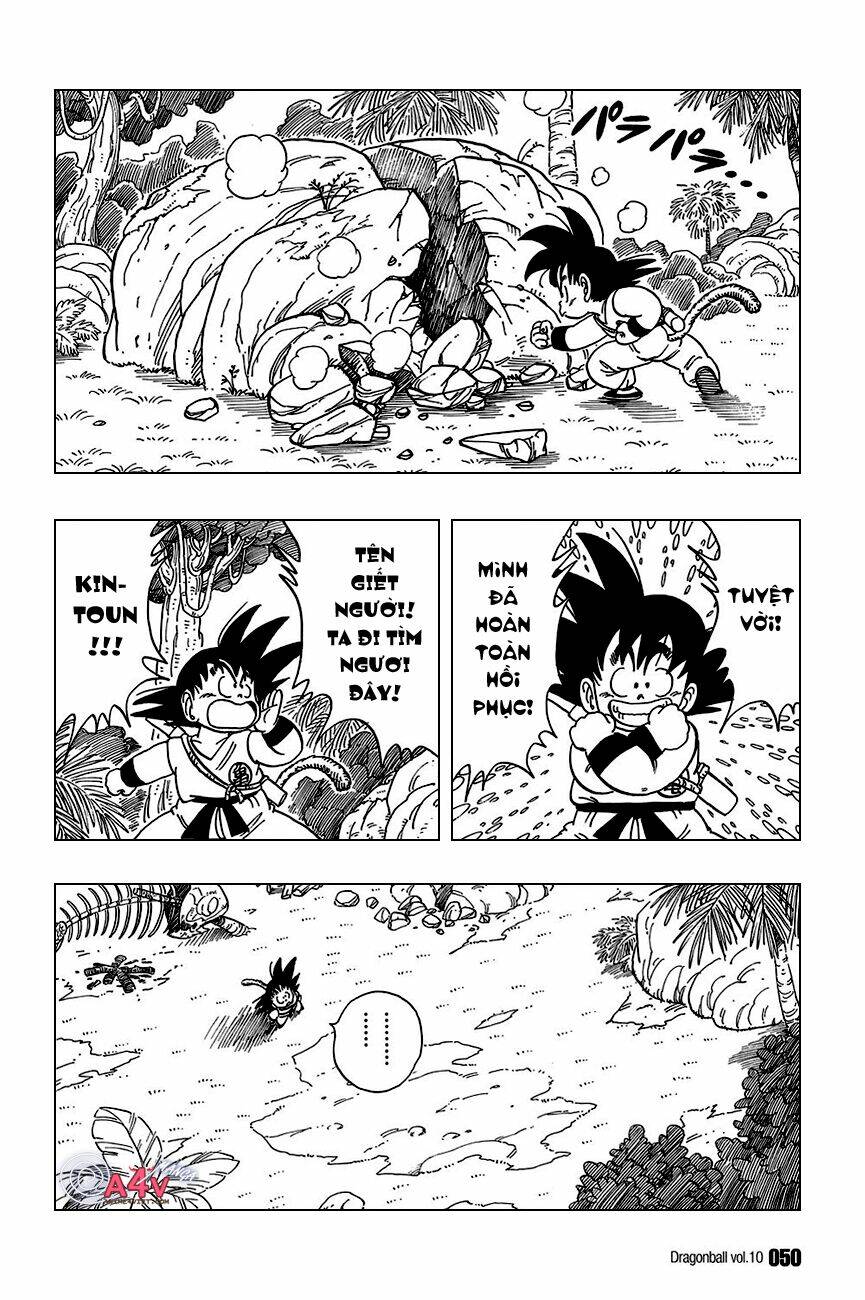 パラパラ...
TUYỆT
VỜI!
MÌNH
ĐÃ
HOÀN
TOÀN
HỒI
PHỤC!
TÊN
GIẾT
NGƯỜI!
TA ĐI TÌM
NGƯƠI
ĐÂY!
KIN-
TOUN
!!!
A4V
Dragonball vol.10 050